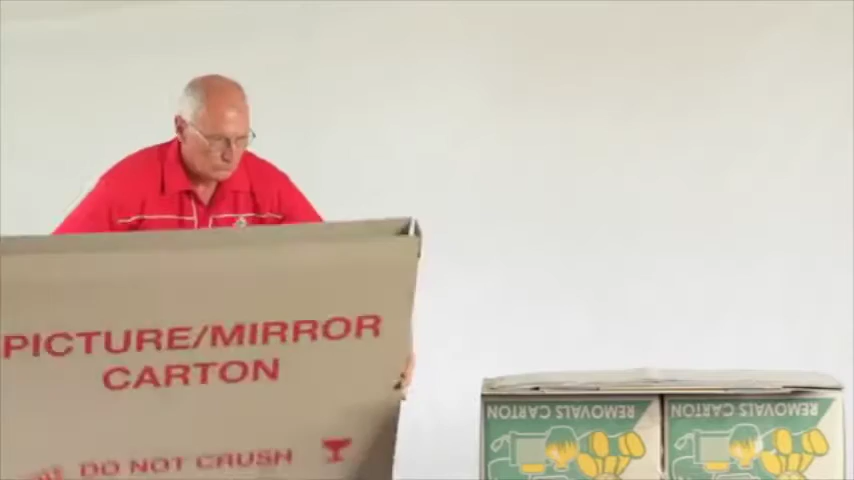 PICTURE/MIRROR
CARTON
DO NOT CRUSH
REMOVALS CARTON
REMOVALS CARTON